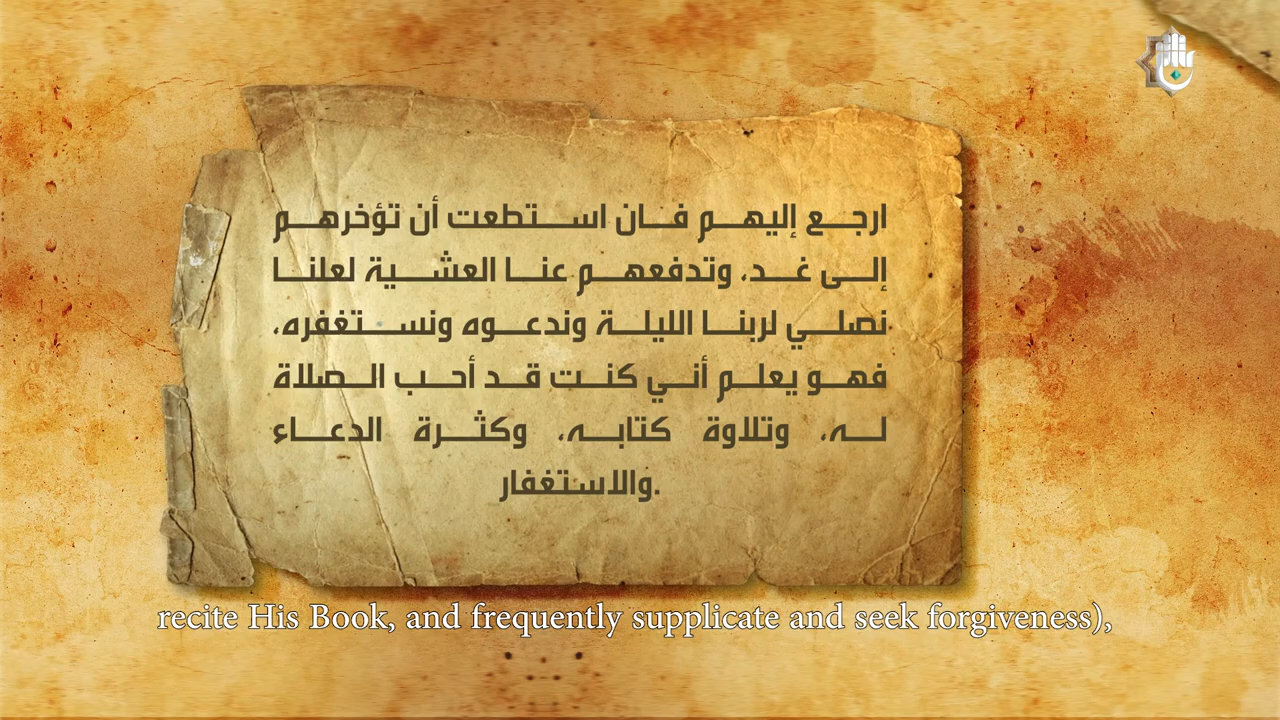 ارجع إليهم فان استطعت أن تؤخرهم
إلى غد، وتدفعهم عنا العشية لعلنا
نصلي لربنا الليلة وندعوه ونستغفره،
فهو يعلم أني كنت قد أحب الصلاة
له، وتلاوة كتابه، وكثرة الدعاء
والاستغفار.
recite His Book, and frequently supplicate and seek forgiveness),